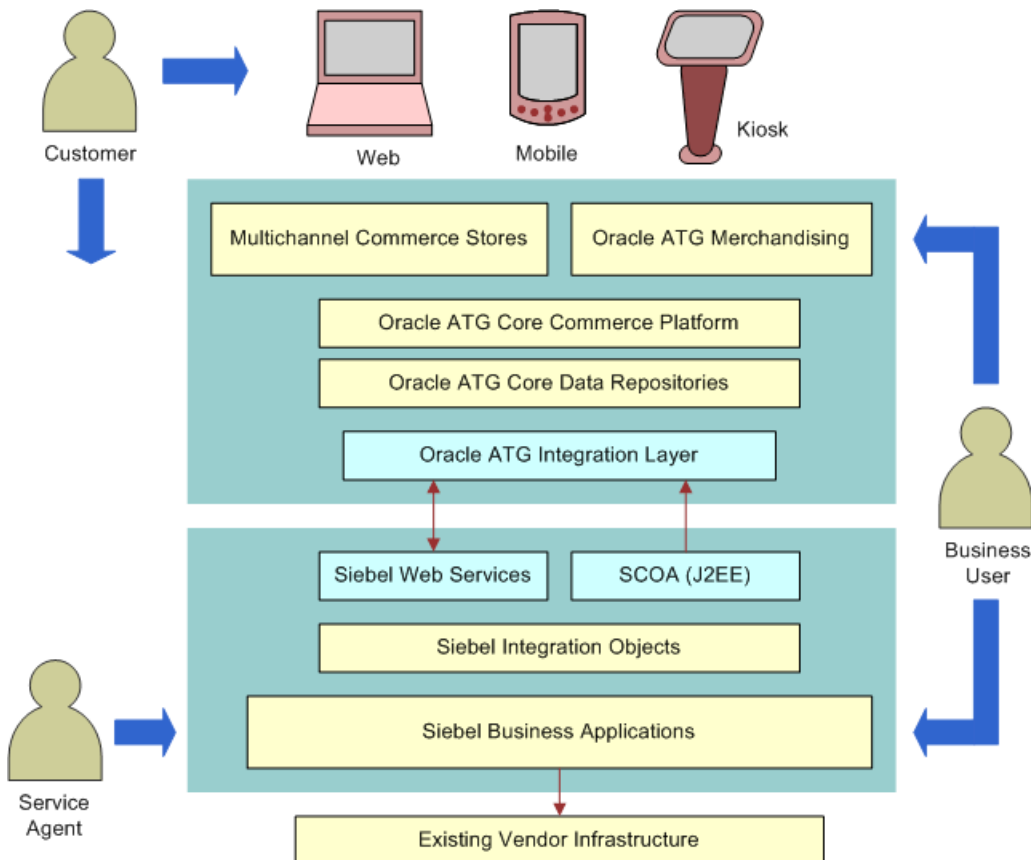 Customer
Web
Mobile
Kiosk
Multichannel Commerce Stores
Oracle ATG Merchandising
Oracle ATG Core Commerce Platform
Oracle ATG Core Data Repositories
Oracle ATG Integration Layer
Business
User
Siebel Web Services
SCOA (J2EE)
Siebel Integration Objects
Siebel Business Applications
Service
Agent
Existing Vendor Infrastructure